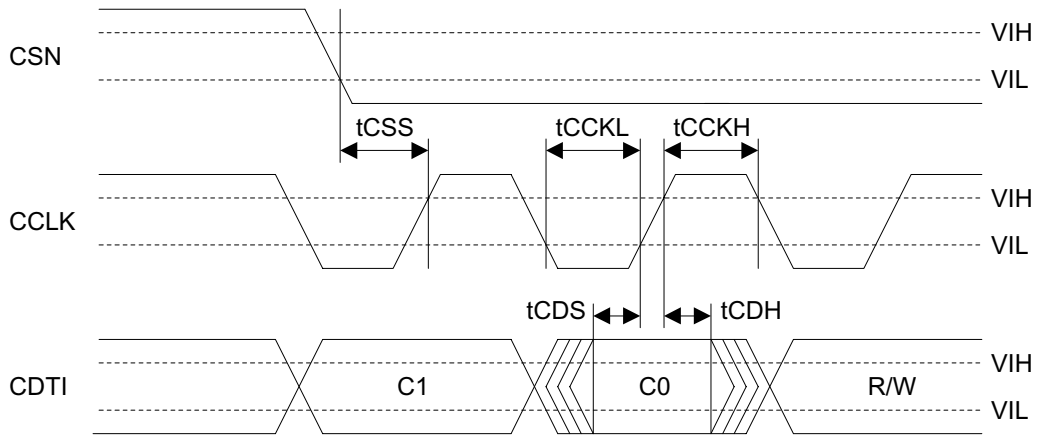 CSN
VIH
VIL
tCSS
tCCKL
tCCKH
CCLK
VIH
VIL
tCDS
tCDH
CDTI
C1
C0
R/W
VIH
VIL